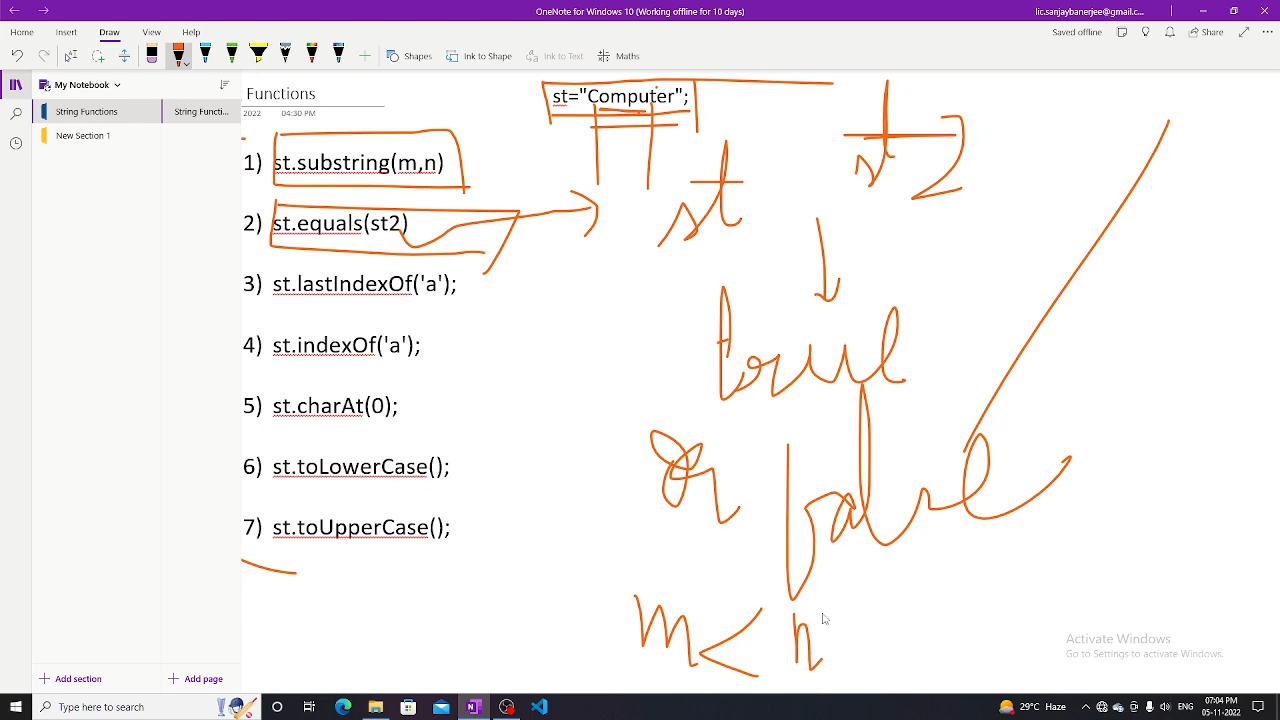 OneNote (Working offline for 10 days)
lic.sanjaybanerjee@gmail.c...
Home Insert Draw View Help
Saved offline
Share
Shapes
Ink to Shape
Ink to Text
Maths
My Notebook
String Functions
New Section 1
String Functi...
Functions
2022 04:30 PM
st="Computer";
1) st.substring(m,n)
2) st.equals(st2)
3) st.lastIndexOf('a');
4) st.indexOf('a');
5) st.charAt(0);
6) st.toLowerCase();
7) st.toUpperCase();
st
st2
true
or
false
m < n
Activate Windows
Go to Settings to activate Windows.
+ Add section
+ Add page
Type here to search
29°C Haze
ENG
07:04 PM
05-11-2022